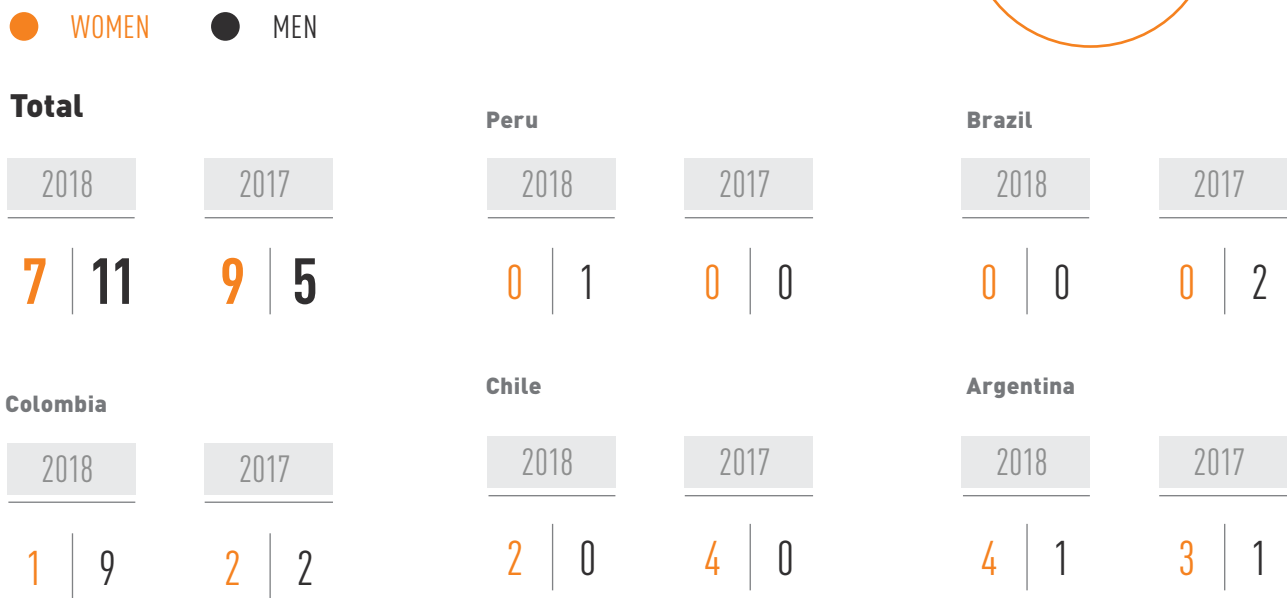 WOMEN MEN
Total
2018 2017
7 11 9 5
Peru
2018 2017
0 1 0 0
Brazil
2018 2017
0 0 0 2
Colombia
2018 2017
1 9 2 2
Chile
2018 2017
2 0 4 0
Argentina
2018 2017
4 1 3 1